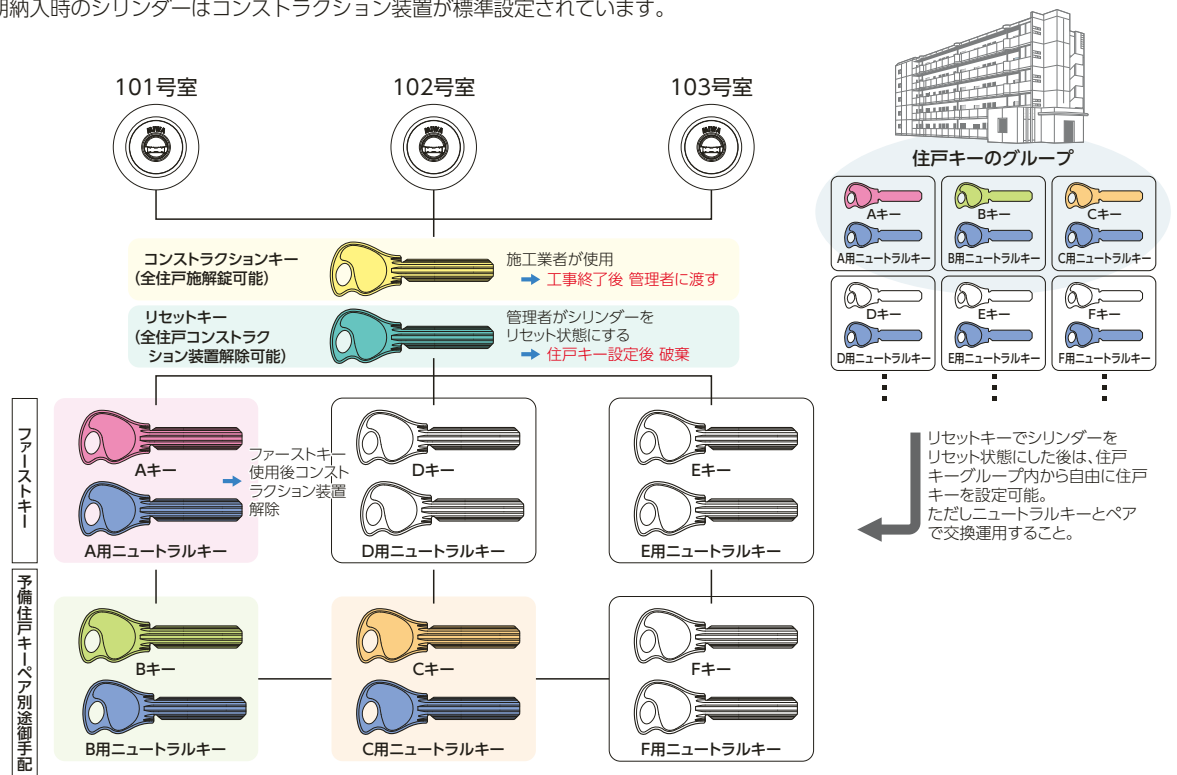 期納入時のシリンダーはコンストラクション装置が標準設定されています。
101号室
102号室
103号室
MIWA
MIWA
MIWA
コンストラクションキー
(全住戸施解錠可能)
施工業者が使用
工事終了後 管理者に渡す
リセットキー
(全住戸コンストラク
ション装置解除可能)
管理者がシリンダーを
リセット状態にする
住戸キー設定後 破棄
ファーストキー
Aキー
A用ニュートラルキー
ファーストキー
使用後コンスト
ラクション装置
解除
Dキー
D用ニュートラルキー
Eキー
E用ニュートラルキー
予備住戸キーペア別途御手配
Bキー
B用ニュートラルキー
Cキー
C用ニュートラルキー
Fキー
F用ニュートラルキー
住戸キーのグループ
Aキー
A用ニュートラルキー
Bキー
B用ニュートラルキー
Cキー
C用ニュートラルキー
Dキー
D用ニュートラルキー
Eキー
E用ニュートラルキー
Fキー
F用ニュートラルキー
リセットキーでシリンダーを
リセット状態にした後は、住戸
キーグループ内から自由に住戸
キーを設定可能。
ただしニュートラルキーとペア
で交換運用すること。